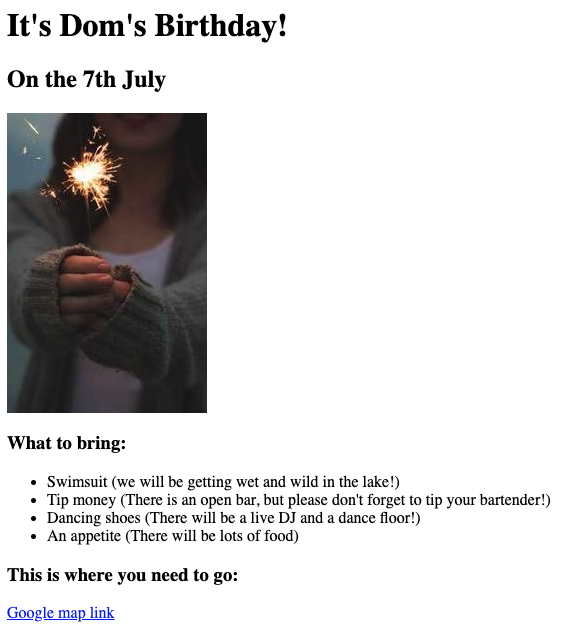 It's Dom's Birthday!
On the 7th July
What to bring:
Swimsuit (we will be getting wet and wild in the lake!)
Tip money (There is an open bar, but please don't forget to tip your bartender!)
Dancing shoes (There will be a live DJ and a dance floor!)
An appetite (There will be lots of food)
This is where you need to go:
Google map link